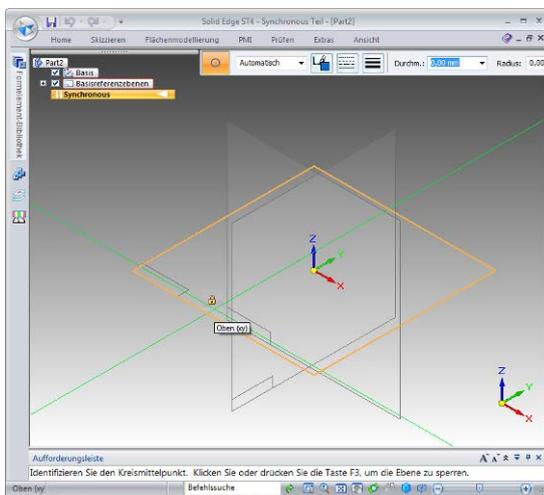 Solid Edge ST4 - Synchronous Teil - [Part2]
Home Skizzieren Flächenmodellierung PMI Prüfen Extras Ansicht
Part2
Automatisch
Durchm.: 0,00 mm
Radius: 0,00
Basis
Basisreferenzebenen
Synchronous
Formelement-Bibliothek
Z
Y
X
Oben (xy)
Z
Y
X
Aufforderungsleiste
Identifizieren Sie den Kreismittelpunkt. Klicken Sie oder drücken Sie die Taste F3, um die Ebene zu sperren.
Oben (xy)
Befehlssuche